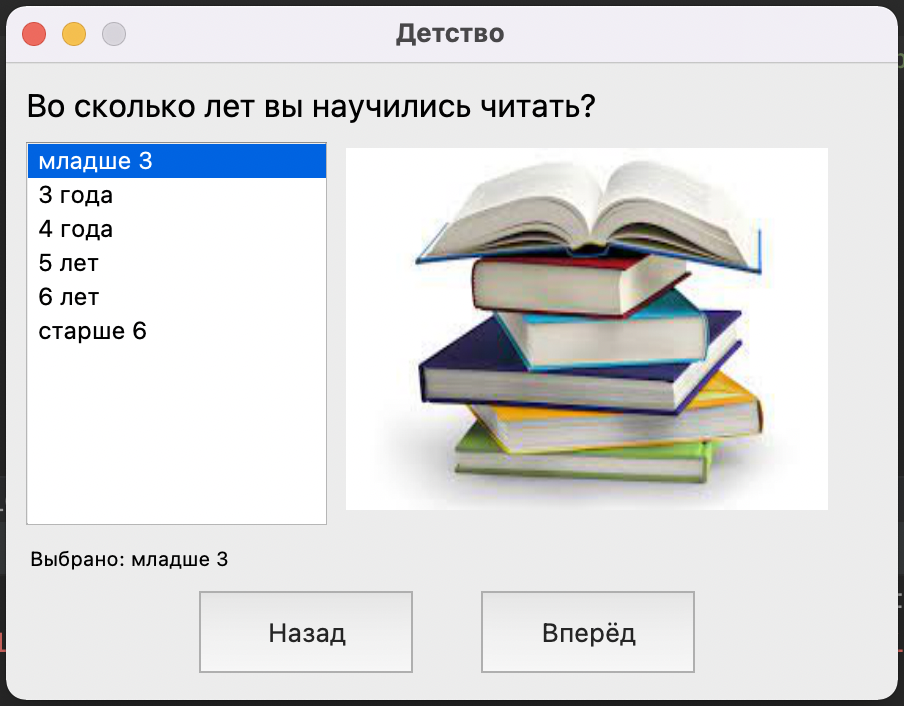 Детство
Во сколько лет вы научились читать?
младше 3
3 года
4 года
5 лет
6 лет
старше 6
Выбрано: младше 3
Назад
Вперёд